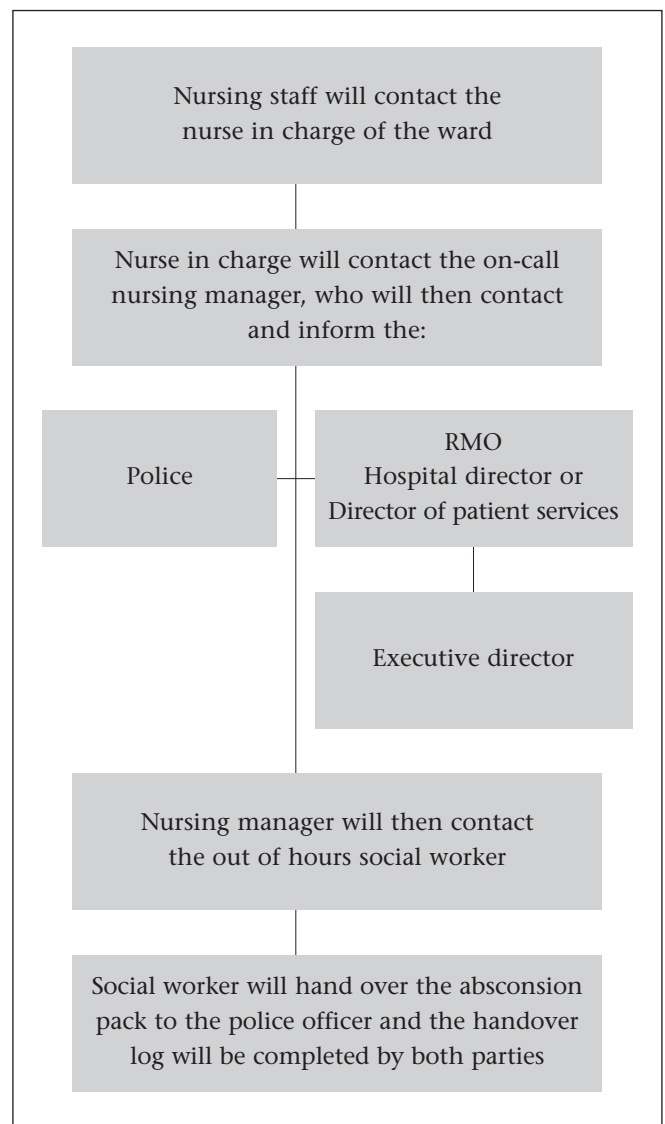 Nursing staff will contact the
nurse in charge of the ward
Nurse in charge will contact the on-call
nursing manager, who will then contact
and inform the:
Police
RMO
Hospital director or
Director of patient services
Executive director
Nursing manager will then contact
the out of hours social worker
Social worker will hand over the absconsion
pack to the police officer and the handover
log will be completed by both parties